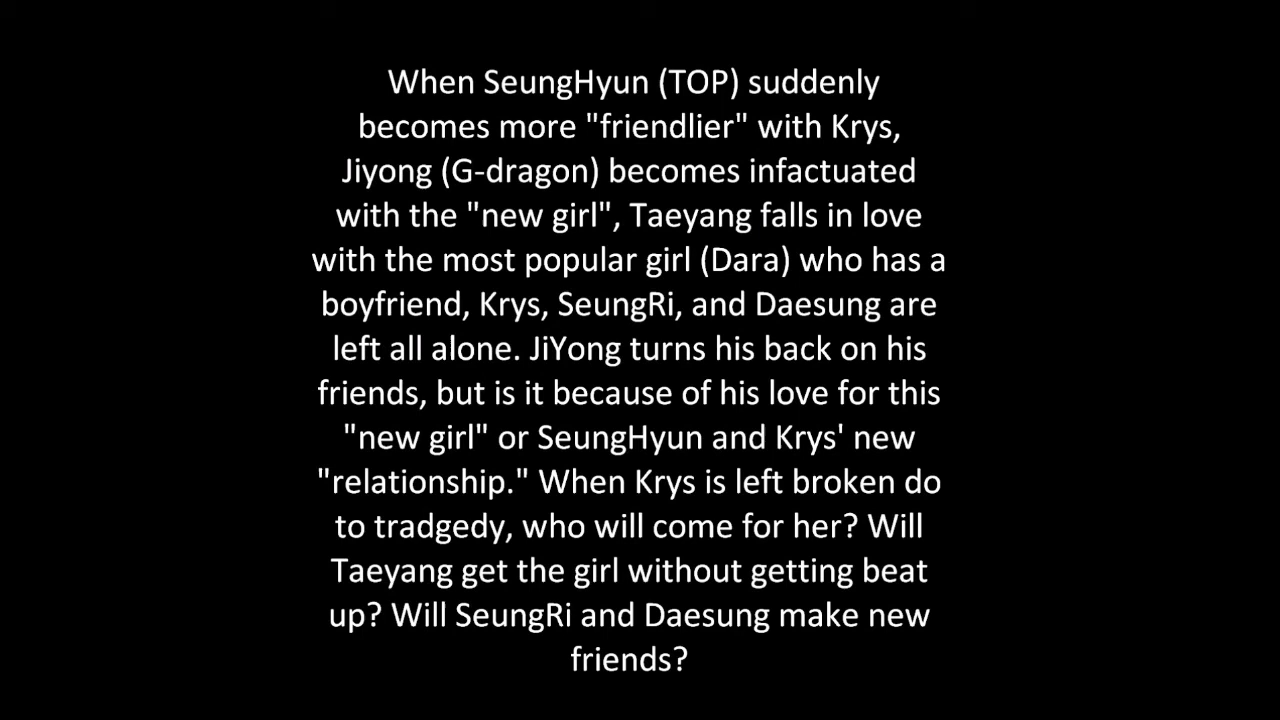 When SeungHyun (TOP) suddenly
becomes more "friendlier" with Krys,
Jiyong (G-dragon) becomes infactuated
with the "new girl", Taeyang falls in love
with the most popular girl (Dara) who has a
boyfriend, Krys, SeungRi, and Daesung are
left all alone. JiYong turns his back on his
friends, but is it because of his love for this
"new girl" or SeungHyun and Krys' new
"relationship." When Krys is left broken do
to tradgedy, who will come for her? Will
Taeyang get the girl without getting beat
up? Will SeungRi and Daesung make new
friends?